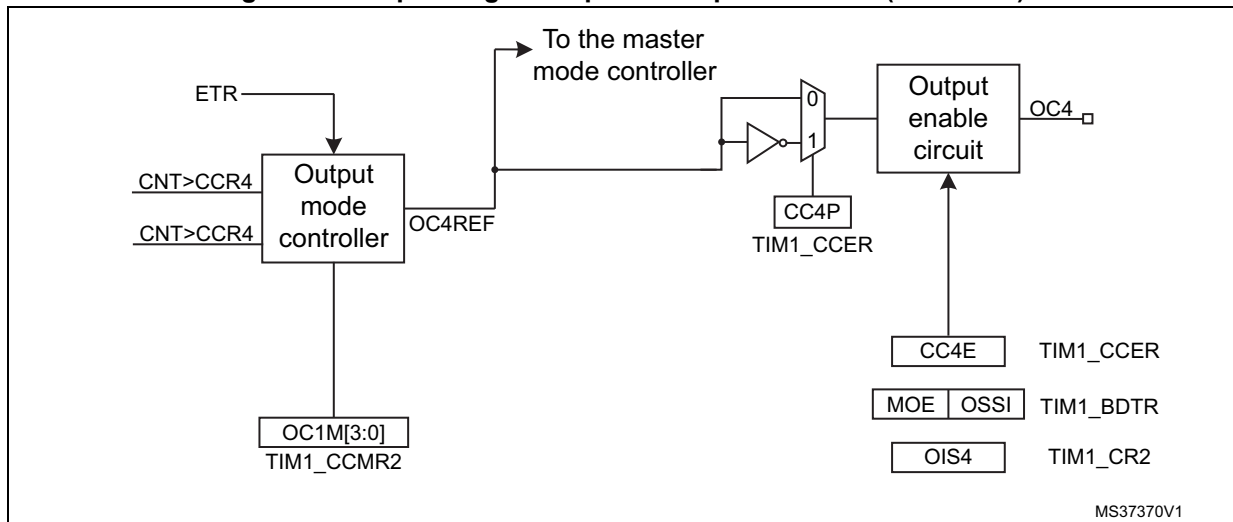 To the master
mode controller
ETR
0
1
Output
enable
circuit
OC4
CNT>CCR4
CNT>CCR4
Output
mode
controller
OC4REF
CC4P
TIM1_CCER
CC4E
TIM1_CCER
MOE
OSSI
TIM1_BDTR
OIS4
TIM1_CR2
OC1M[3:0]
TIM1_CCMR2
MS37370V1